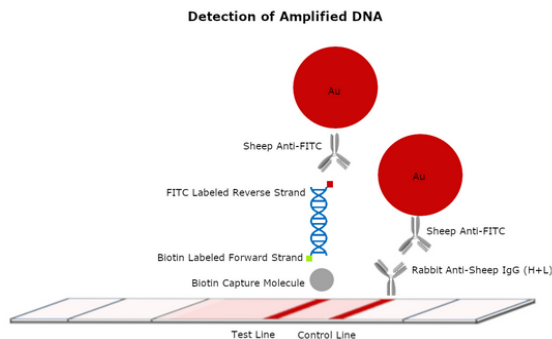 Detection of Amplified DNA
Au
Sheep Anti-FITC
Au
FITC Labeled Reverse Strand
Sheep Anti-FITC
Biotin Labeled Forward Strand
Rabbit Anti-Sheep IgG (H+L)
Biotin Capture Molecule
Test Line
Control Line